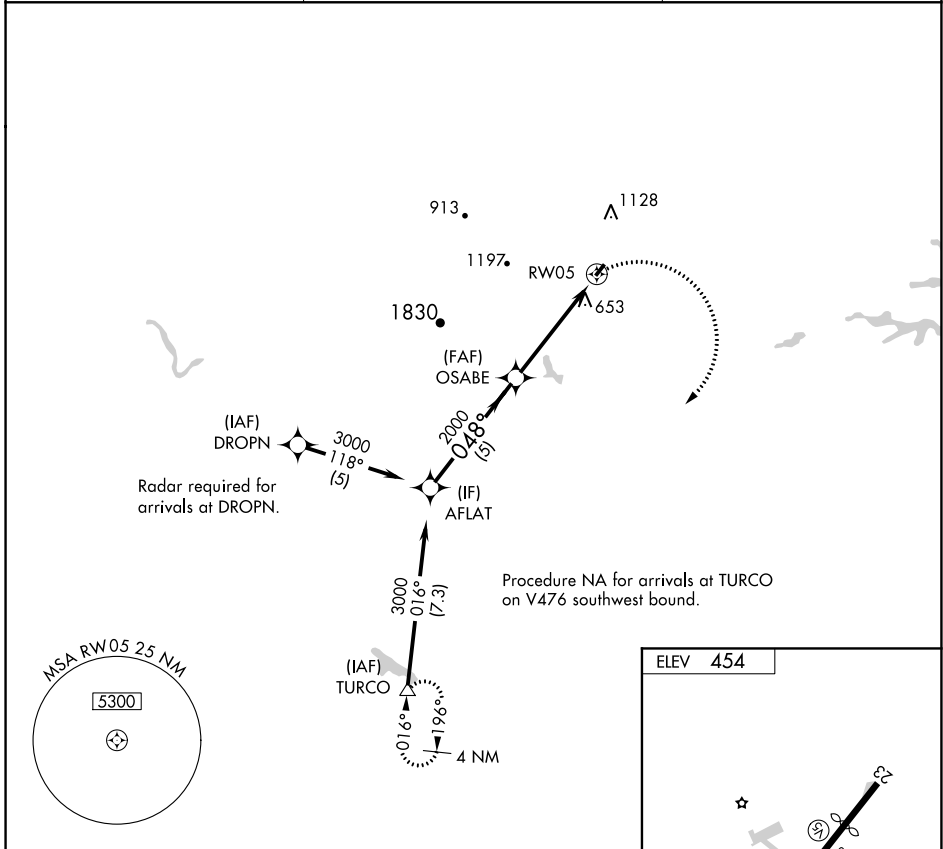 913
1128
1197
RW05
653
1830
(FAF)
OSABE
(IAF)
DROPN
3000
118°
(5)
2000
048°
(5)
Radar required for
arrivals at DROPN.
(IF)
AFLAT
3000
016°
(7.3)
Procedure NA for arrivals at TURCO
on V476 southwest bound.
MSA RW05 25 NM
5300
(IAF)
TURCO
016°
196°
4 NM
ELEV 454
23